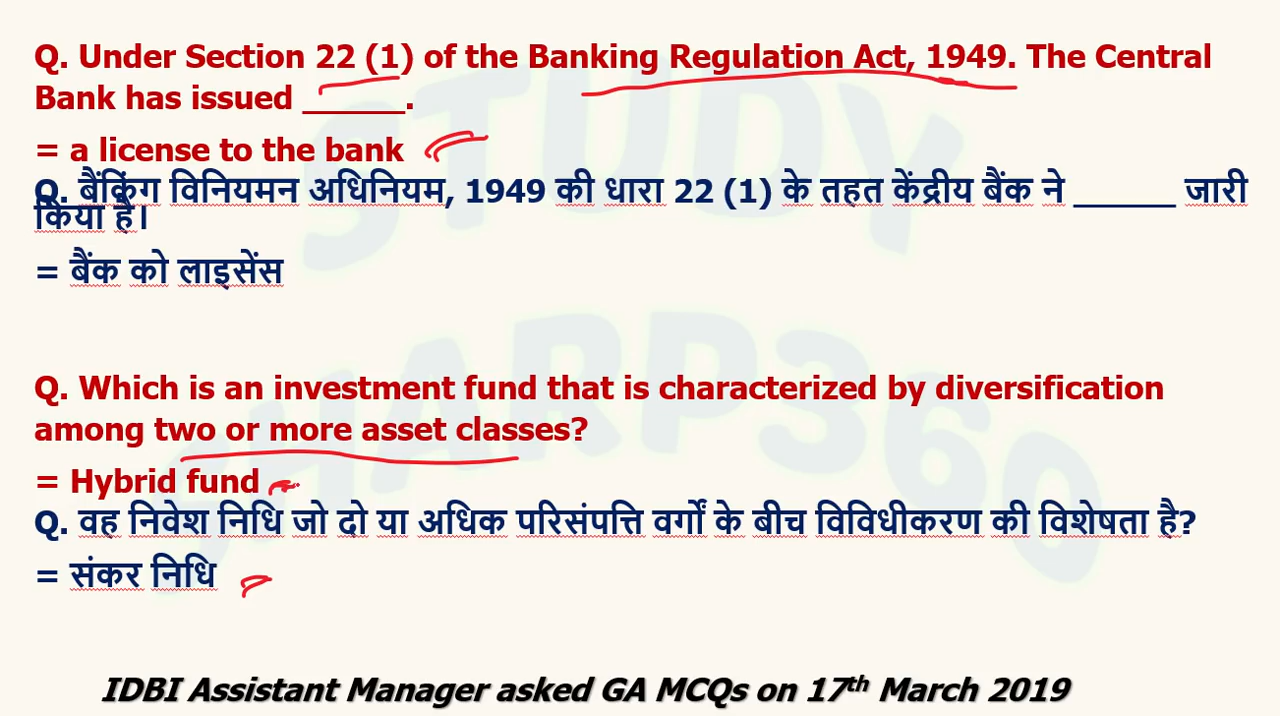 Q. Under Section 22 (1) of the Banking Regulation Act, 1949. The Central
Bank has issued ______.
= a license to the bank
Q. बैंकिंग विनियमन अधिनियम, 1949 की धारा 22 (1) के तहत केंद्रीय बैंक ने ______ जारी
किया है।
= बैंक को लाइसेंस
Q. Which is an investment fund that is characterized by diversification
among two or more asset classes?
= Hybrid fund
Q. वह निवेश निधि जो दो या अधिक परिसंपत्ति वर्गों के बीच विविधीकरण की विशेषता है?
= संकर निधि
IDBI Assistant Manager asked GA MCQs on 17th March 2019
STUDY
KHARP360